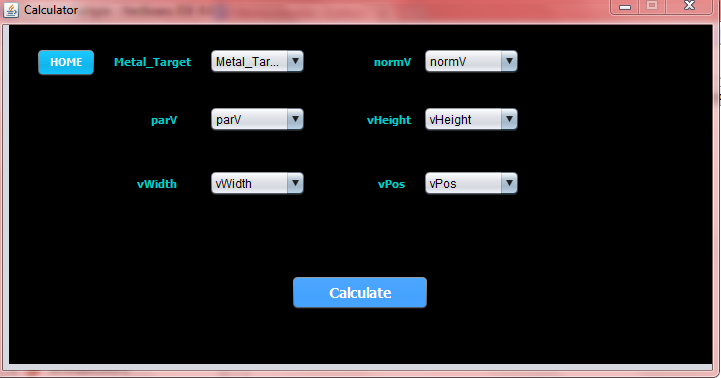 Calculator
HOME Metal_Target Metal_Tar... normV normV
parV parV vHeight vHeight
vWidth vWidth vPos vPos
Calculate